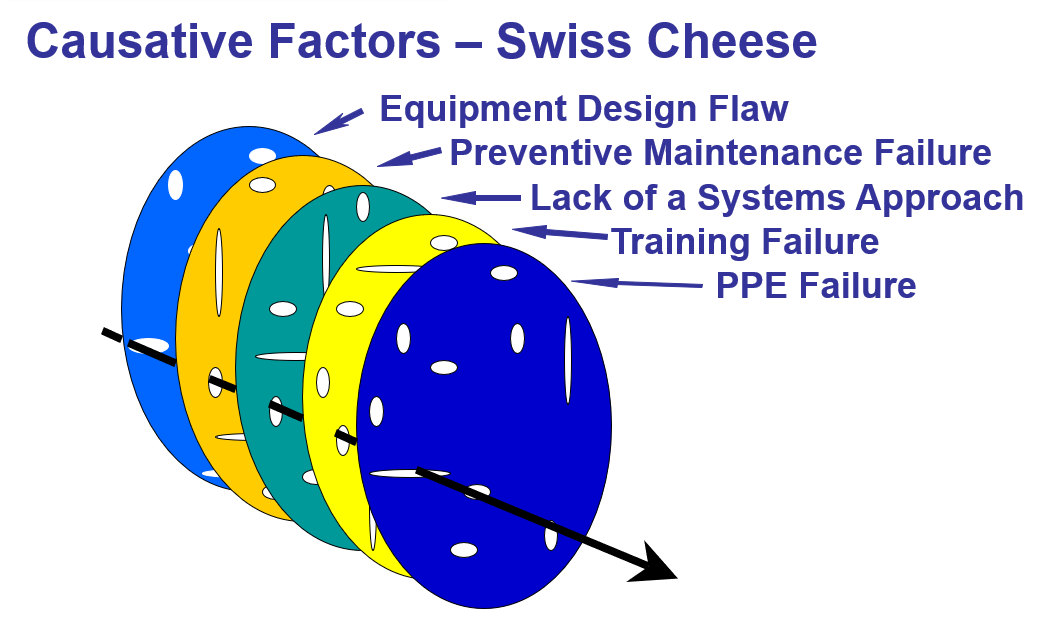 Causative Factors – Swiss Cheese
Equipment Design Flaw
Preventive Maintenance Failure
Lack of a Systems Approach
Training Failure
PPE Failure